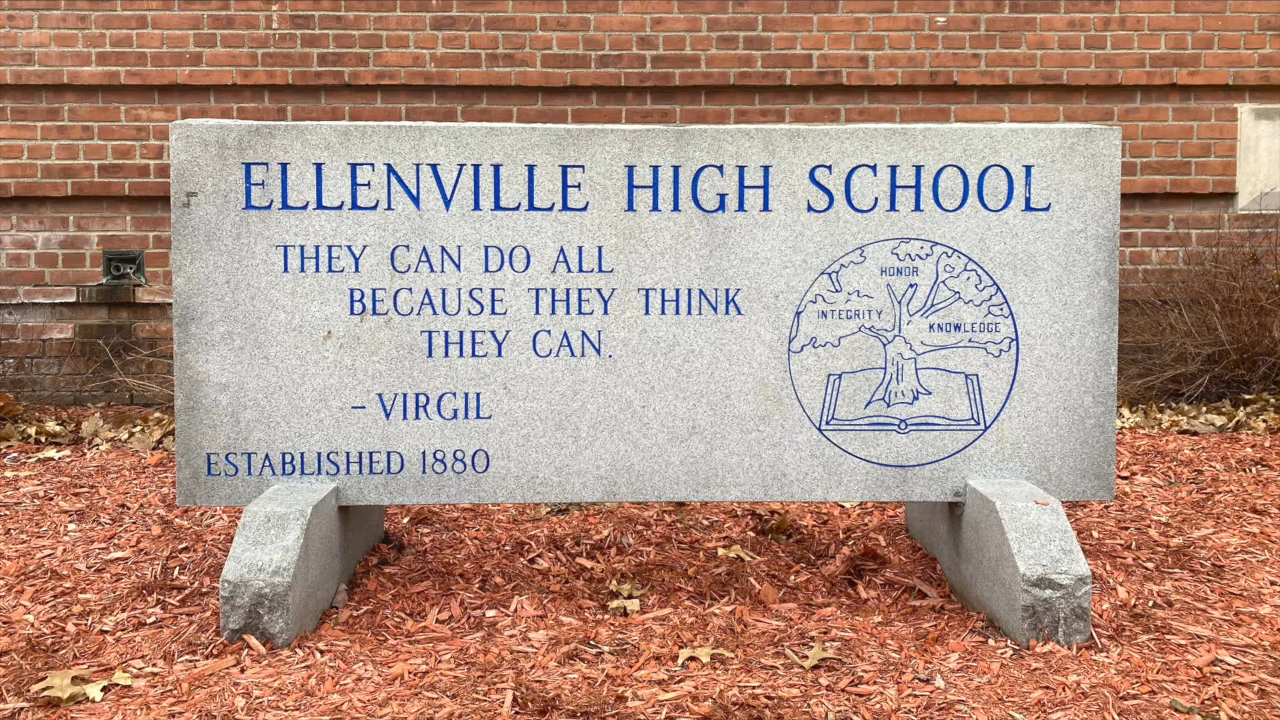 ELLENVILLE HIGH SCHOOL
THEY CAN DO ALL
BECAUSE THEY THINK
THEY CAN.
- VIRGIL
ESTABLISHED 1880
HONOR
INTEGRITY
KNOWLEDGE